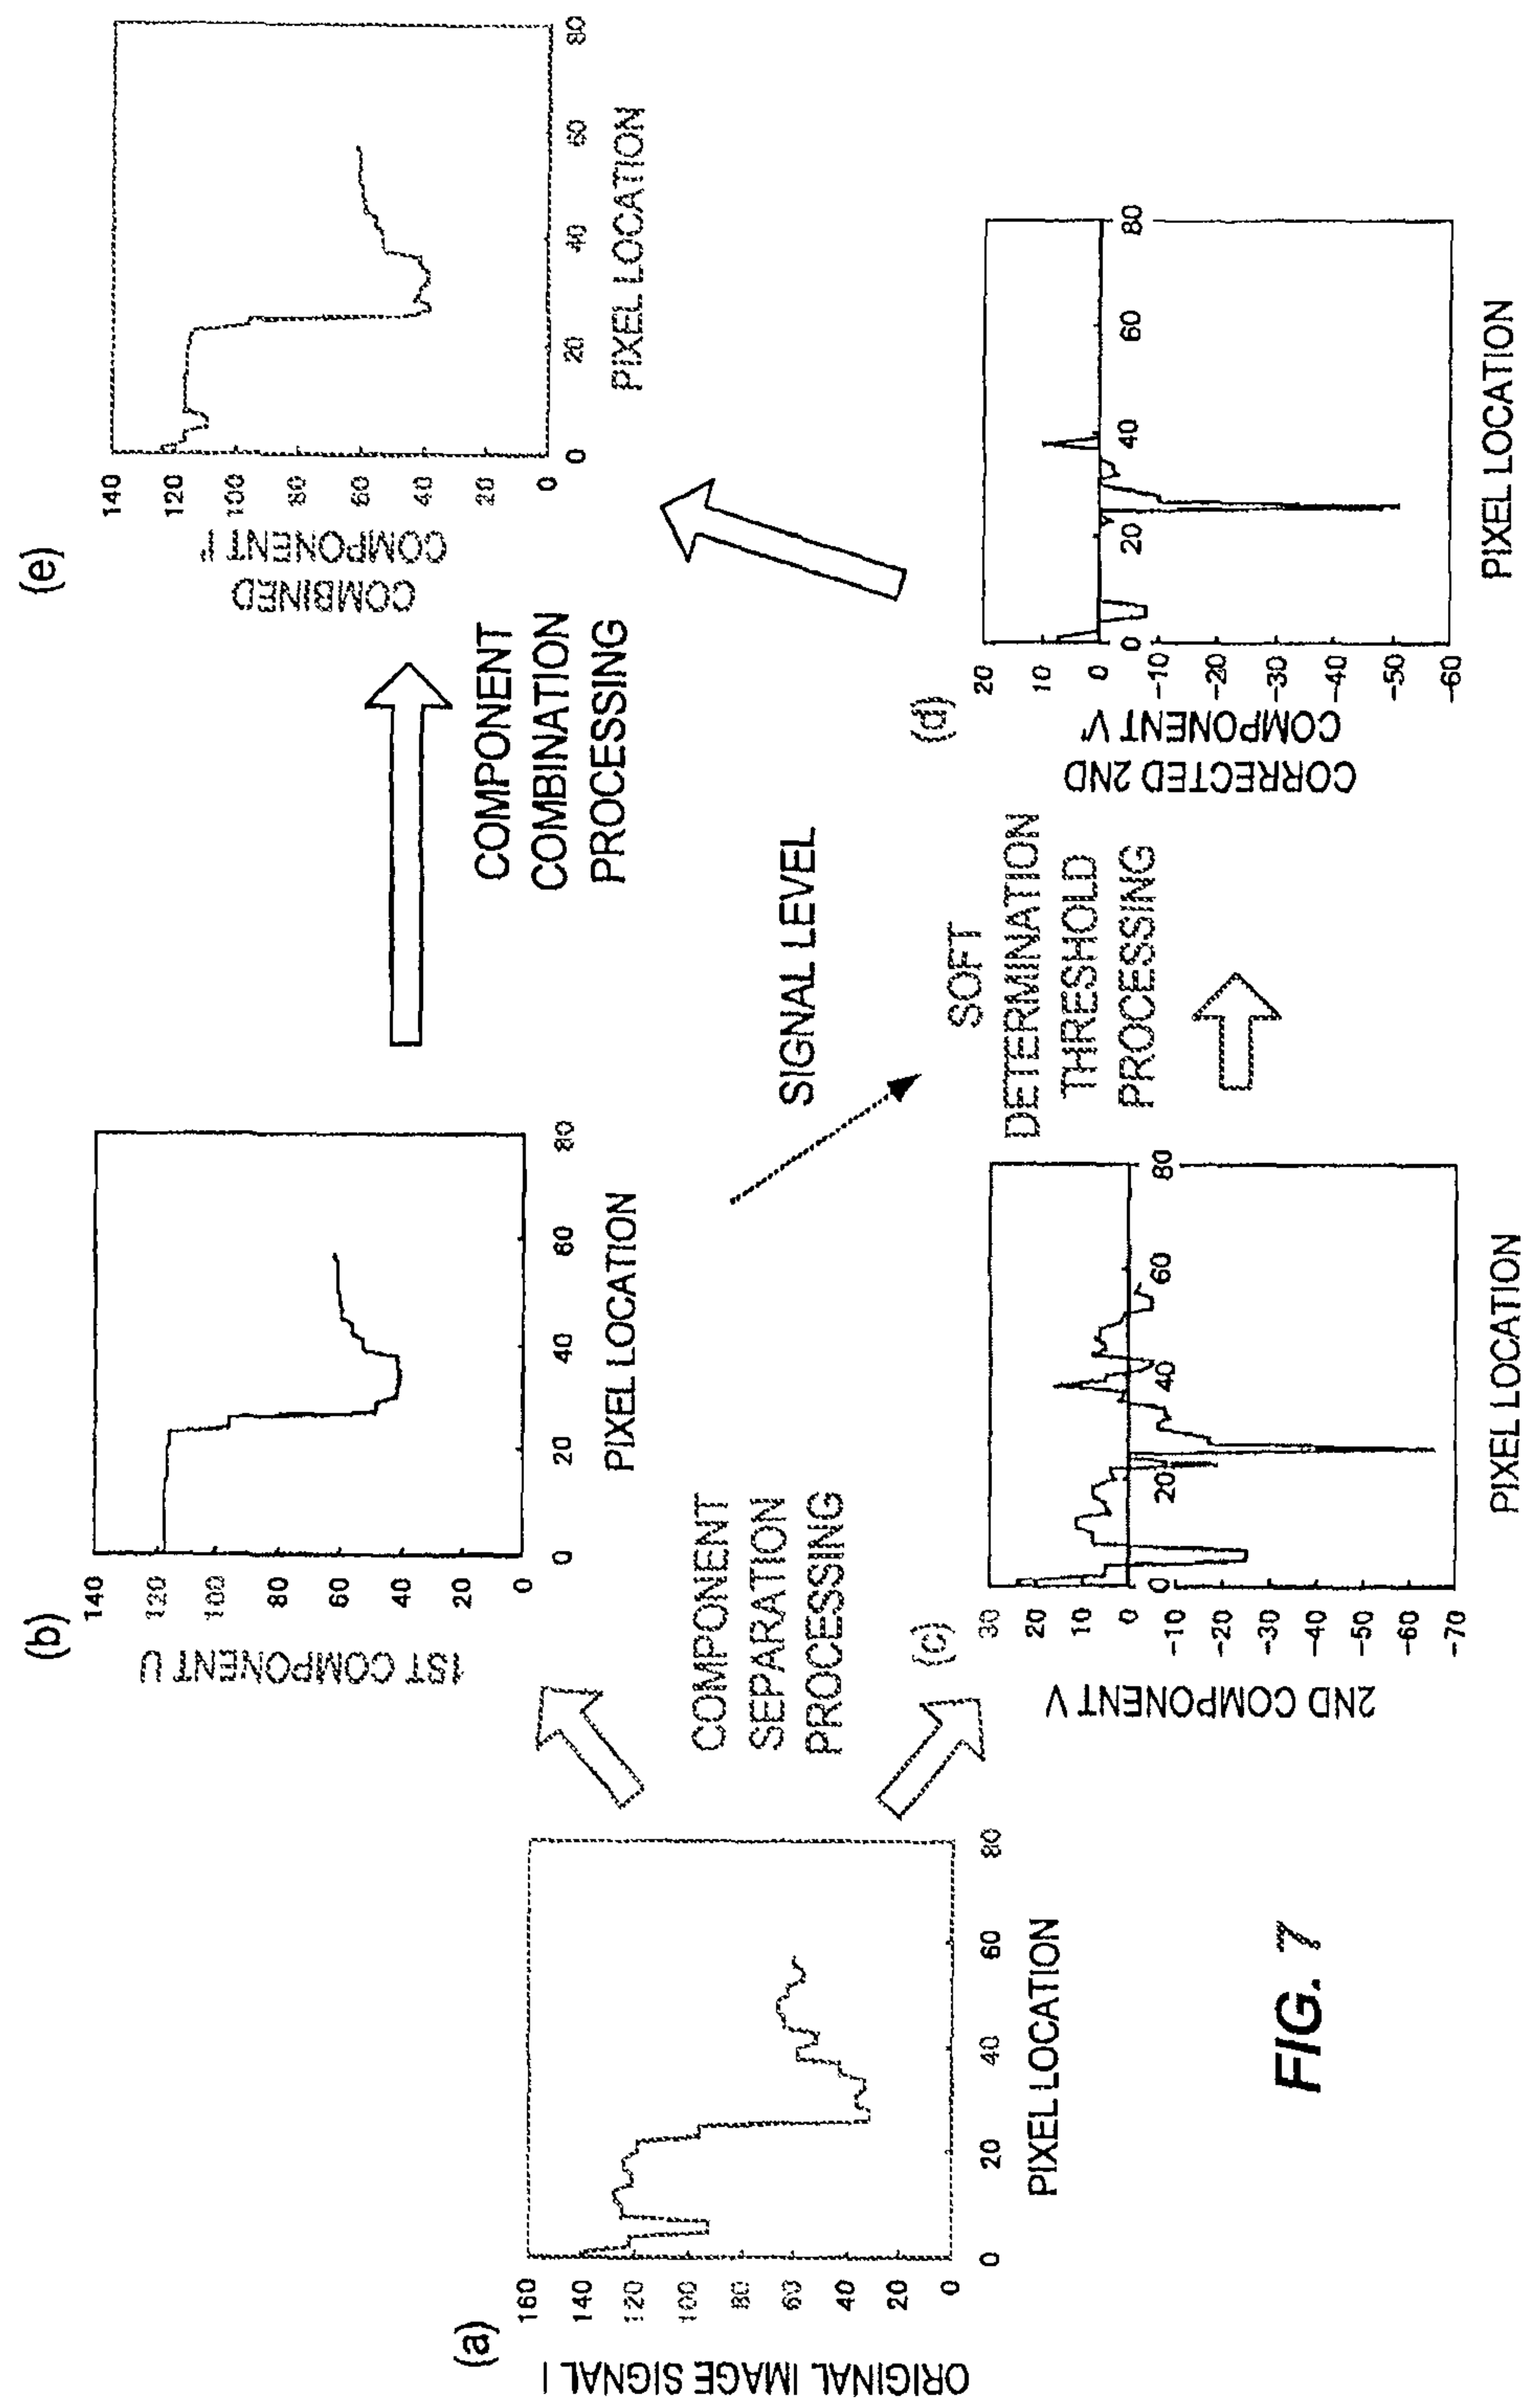 (a)
ORIGINAL IMAGE SIGNAL I
160
140
120
100
80
60
40
20
0
0 20 40 60 80
PIXEL LOCATION
COMPONENT
SEPARATION
PROCESSING
(b)
1ST COMPONENT U
140
120
100
80
60
40
20
0
0 20 40 60 80
PIXEL LOCATION
(c)
2ND COMPONENT V
30
20
10
0
-10
-20
-30
-40
-50
-60
-70
0 20 40 60 80
PIXEL LOCATION
SIGNAL LEVEL
SOFT
DETERMINATION
THRESHOLD
PROCESSING
(d)
CORRECTED 2ND
COMPONENT V'
20
10
0
-10
-20
-30
-40
-50
-60
0 20 40 60 80
PIXEL LOCATION
COMPONENT
COMBINATION
PROCESSING
(e)
COMBINED
COMPONENT I'
140
120
100
80
60
40
20
0
0 20 40 60 80
PIXEL LOCATION
FIG. 7